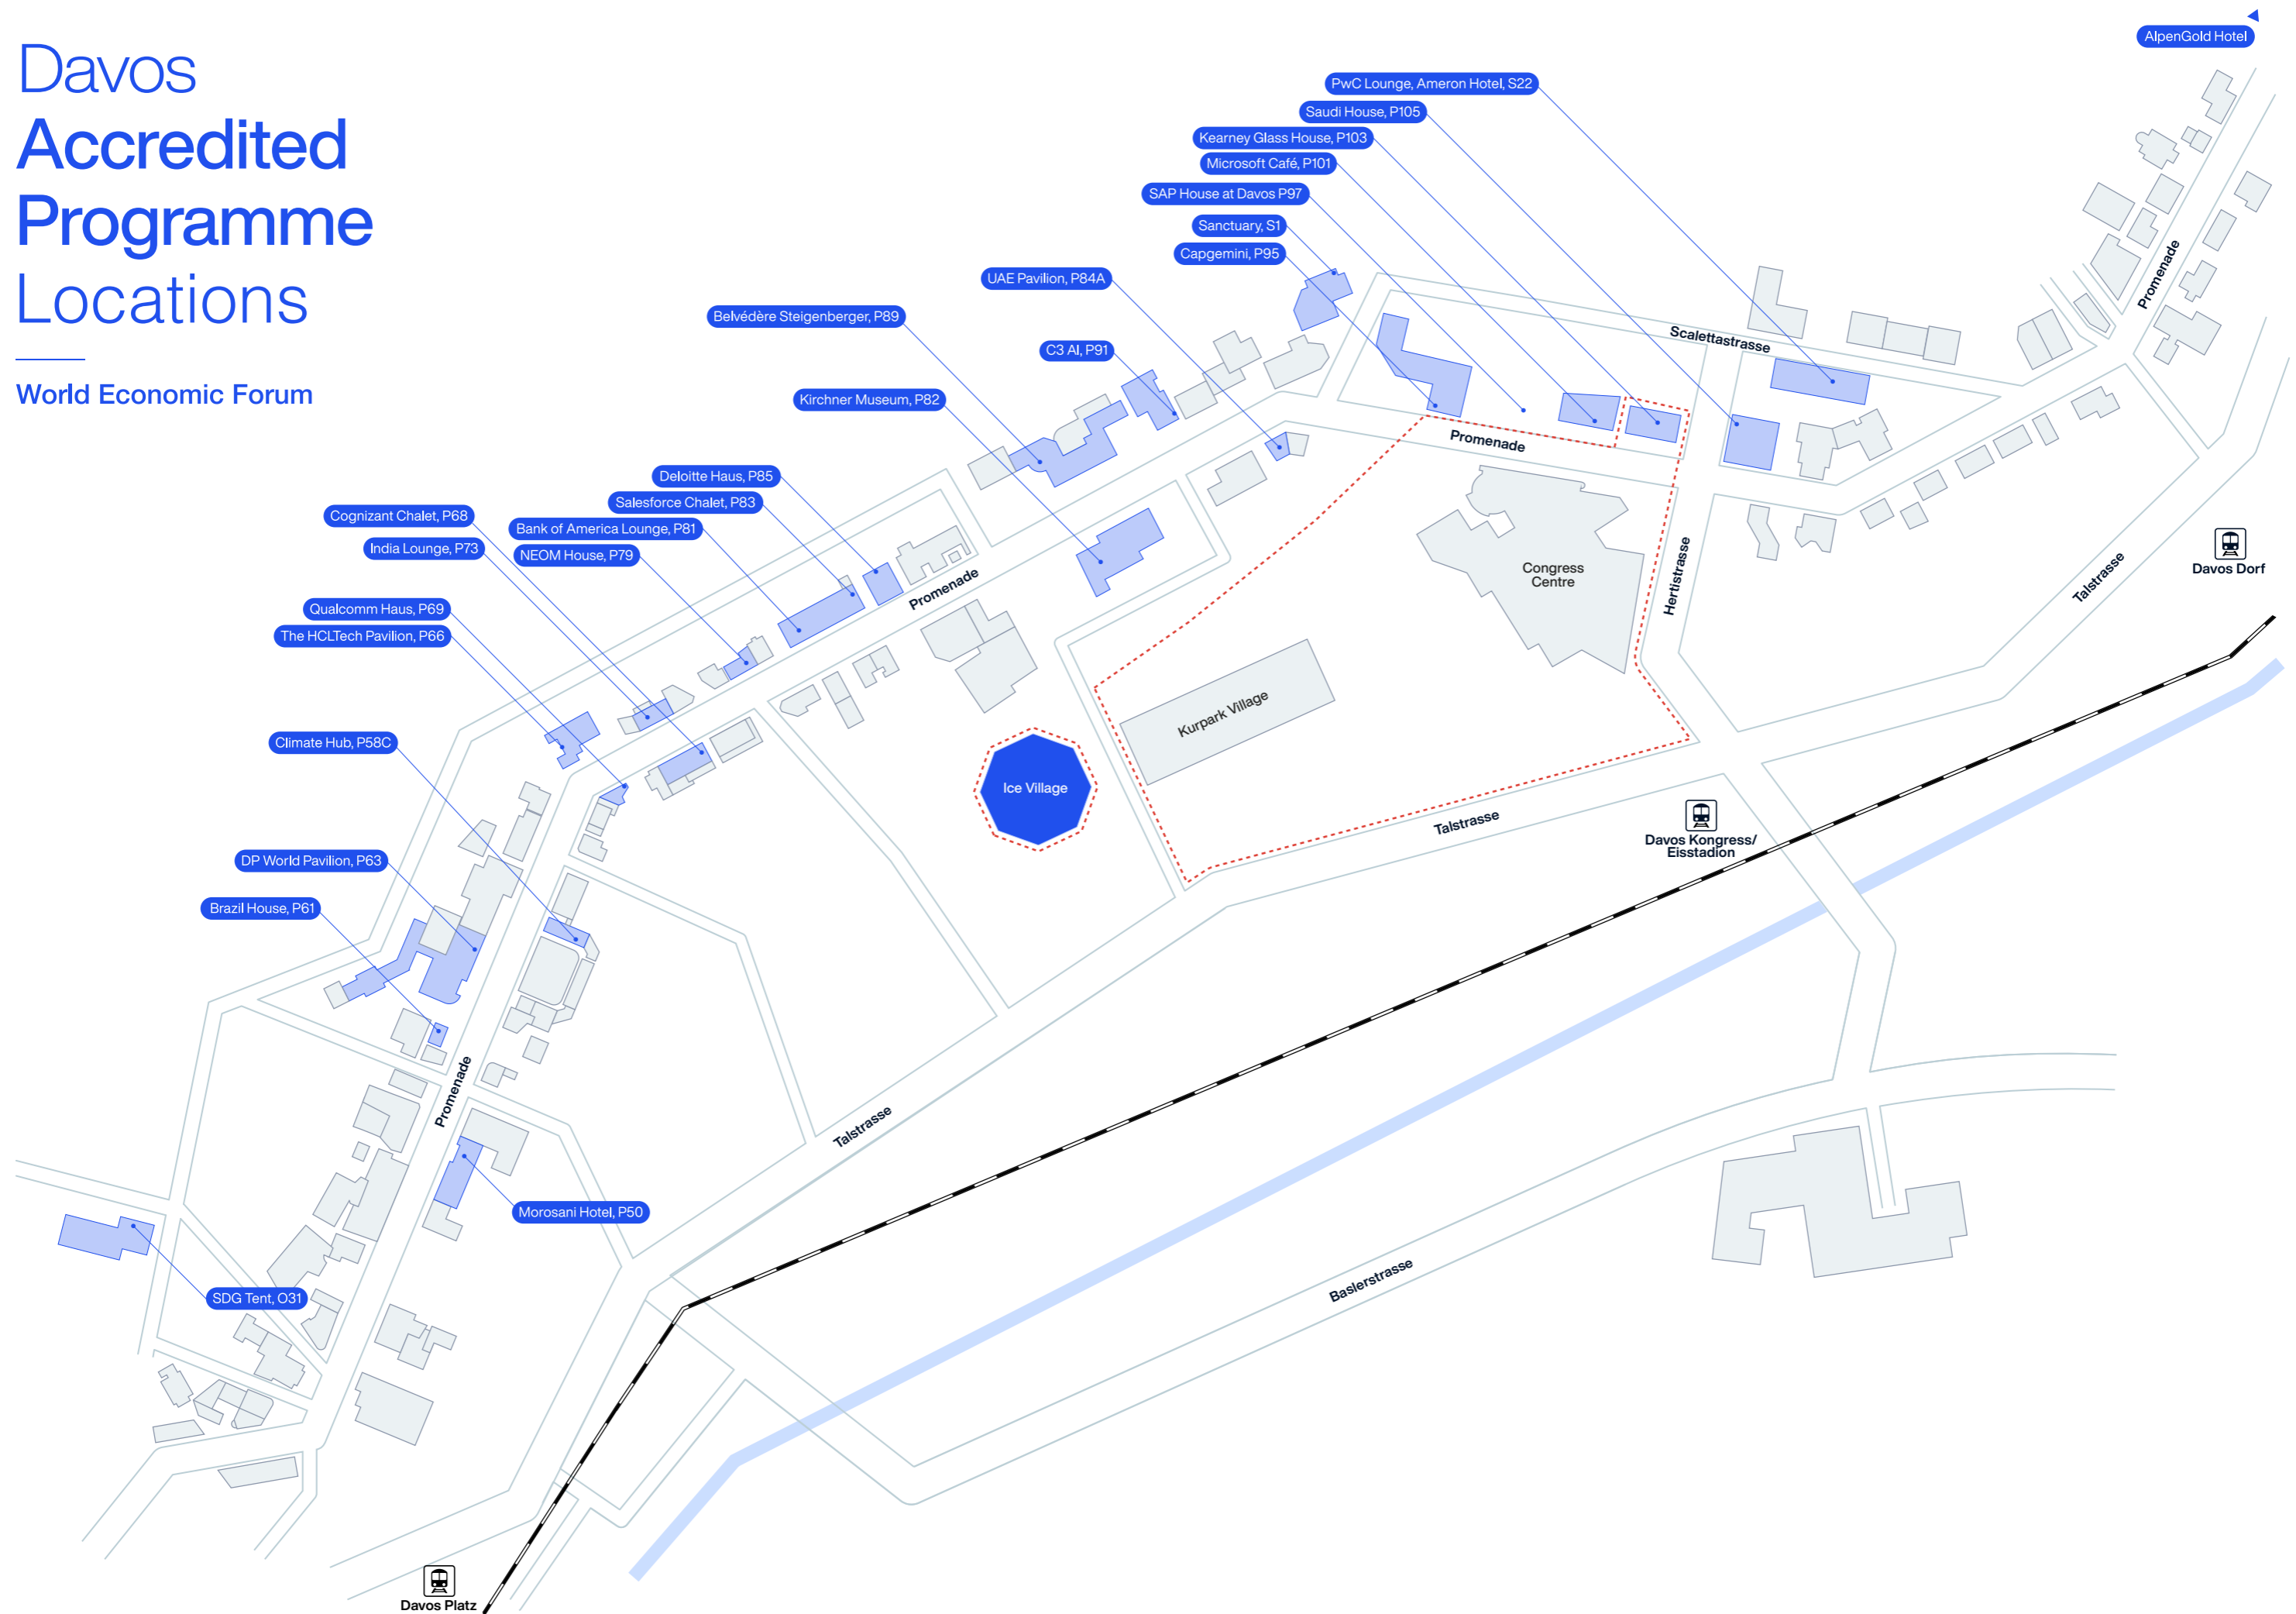 Davos
Accredited
Programme
Locations
World Economic Forum
AlpenGold Hotel
PwC Lounge, Ameron Hotel, S22
Saudi House, P105
Kearney Glass House, P103
Microsoft Café, P101
SAP House at Davos P97
Sanctuary, S1
Capgemini, P95
UAE Pavilion, P84A
Belvédère Steigenberger, P89
C3 AI, P91
Kirchner Museum, P82
Deloitte Haus, P85
Salesforce Chalet, P83
Cognizant Chalet, P68
Bank of America Lounge, P81
India Lounge, P73
NEOM House, P79
Qualcomm Haus, P69
The HCLTech Pavilion, P66
Climate Hub, P58C
DP World Pavilion, P63
Brazil House, P61
Morosani Hotel, P50
SDG Tent, O31
Promenade
Scalettastrasse
Promenade
Promenade
Hertistrasse
Congress
Centre
Kurpark Village
Ice Village
Talstrasse
Davos Dorf
Talstrasse
Davos Kongress/
Eisstadion
Promenade
Talstrasse
Baslerstrasse
Davos Platz